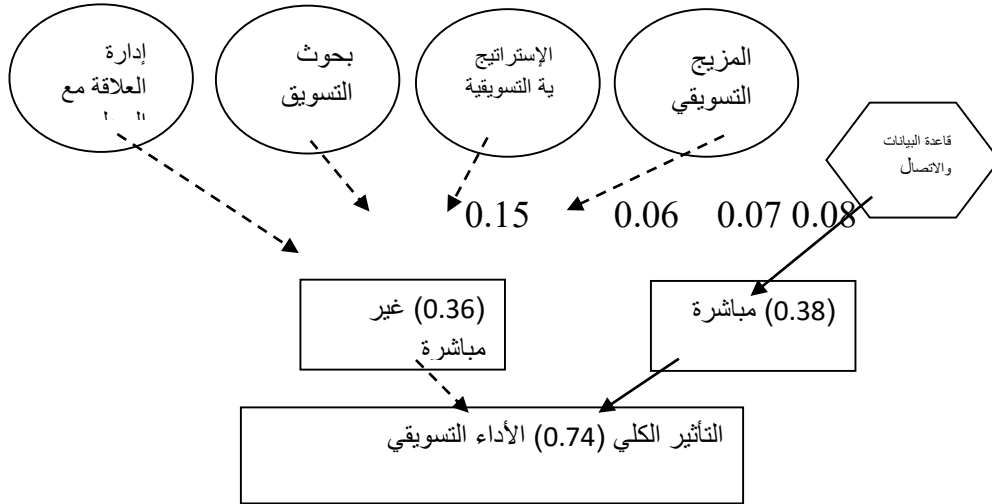 المزيج
التسويقي
الإستراتيج
ية التسويقية
بحوث
التسويق
إدارة
العلاقة مع
قاعدة البيانات
والاتصال
0.15 0.06 0.07 0.08
(0.38) مباشرة
(0.36) غير
مباشرة
التأثير الكلي (0.74) الأداء التسويقي